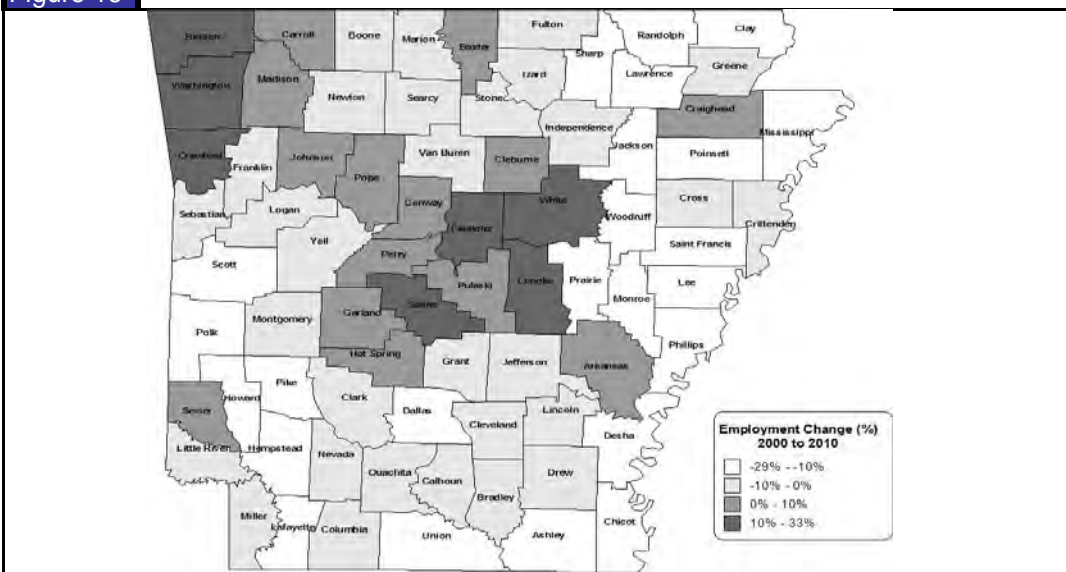 Fulton
Clay
Randolph
Carroll
Boone
Marion
Baxter
Sharp
Izard
Lawrence
Greene
Washington
Madison
Newton
Searcy
Stone
Craighead
Independence
Mississippi
Jackson
Crawford
Franklin
Johnson
Van Buren
Cleburne
Poinsett
Pope
Conway
White
Cross
Sebastian
Logan
Woodruff
Crittenden
Yell
Faulkner
Saint Francis
Scott
Perry
Pulaski
Lonoke
Prairie
Lee
Monroe
Saline
Garland
Montgomery
Polk
Phillips
Hot Spring
Grant
Jefferson
Arkansas
Pike
Clark
Howard
Sevier
Dallas
Lincoln
Cleveland
Desha
Little River
Hempstead
Nevada
Ouachita
Calhoun
Drew
Bradley
Miller
Lafayette
Columbia
Union
Ashley
Chicot
Employment Change (%)
2000 to 2010
-29% --10%
-10% - 0%
0% - 10%
10% - 33%